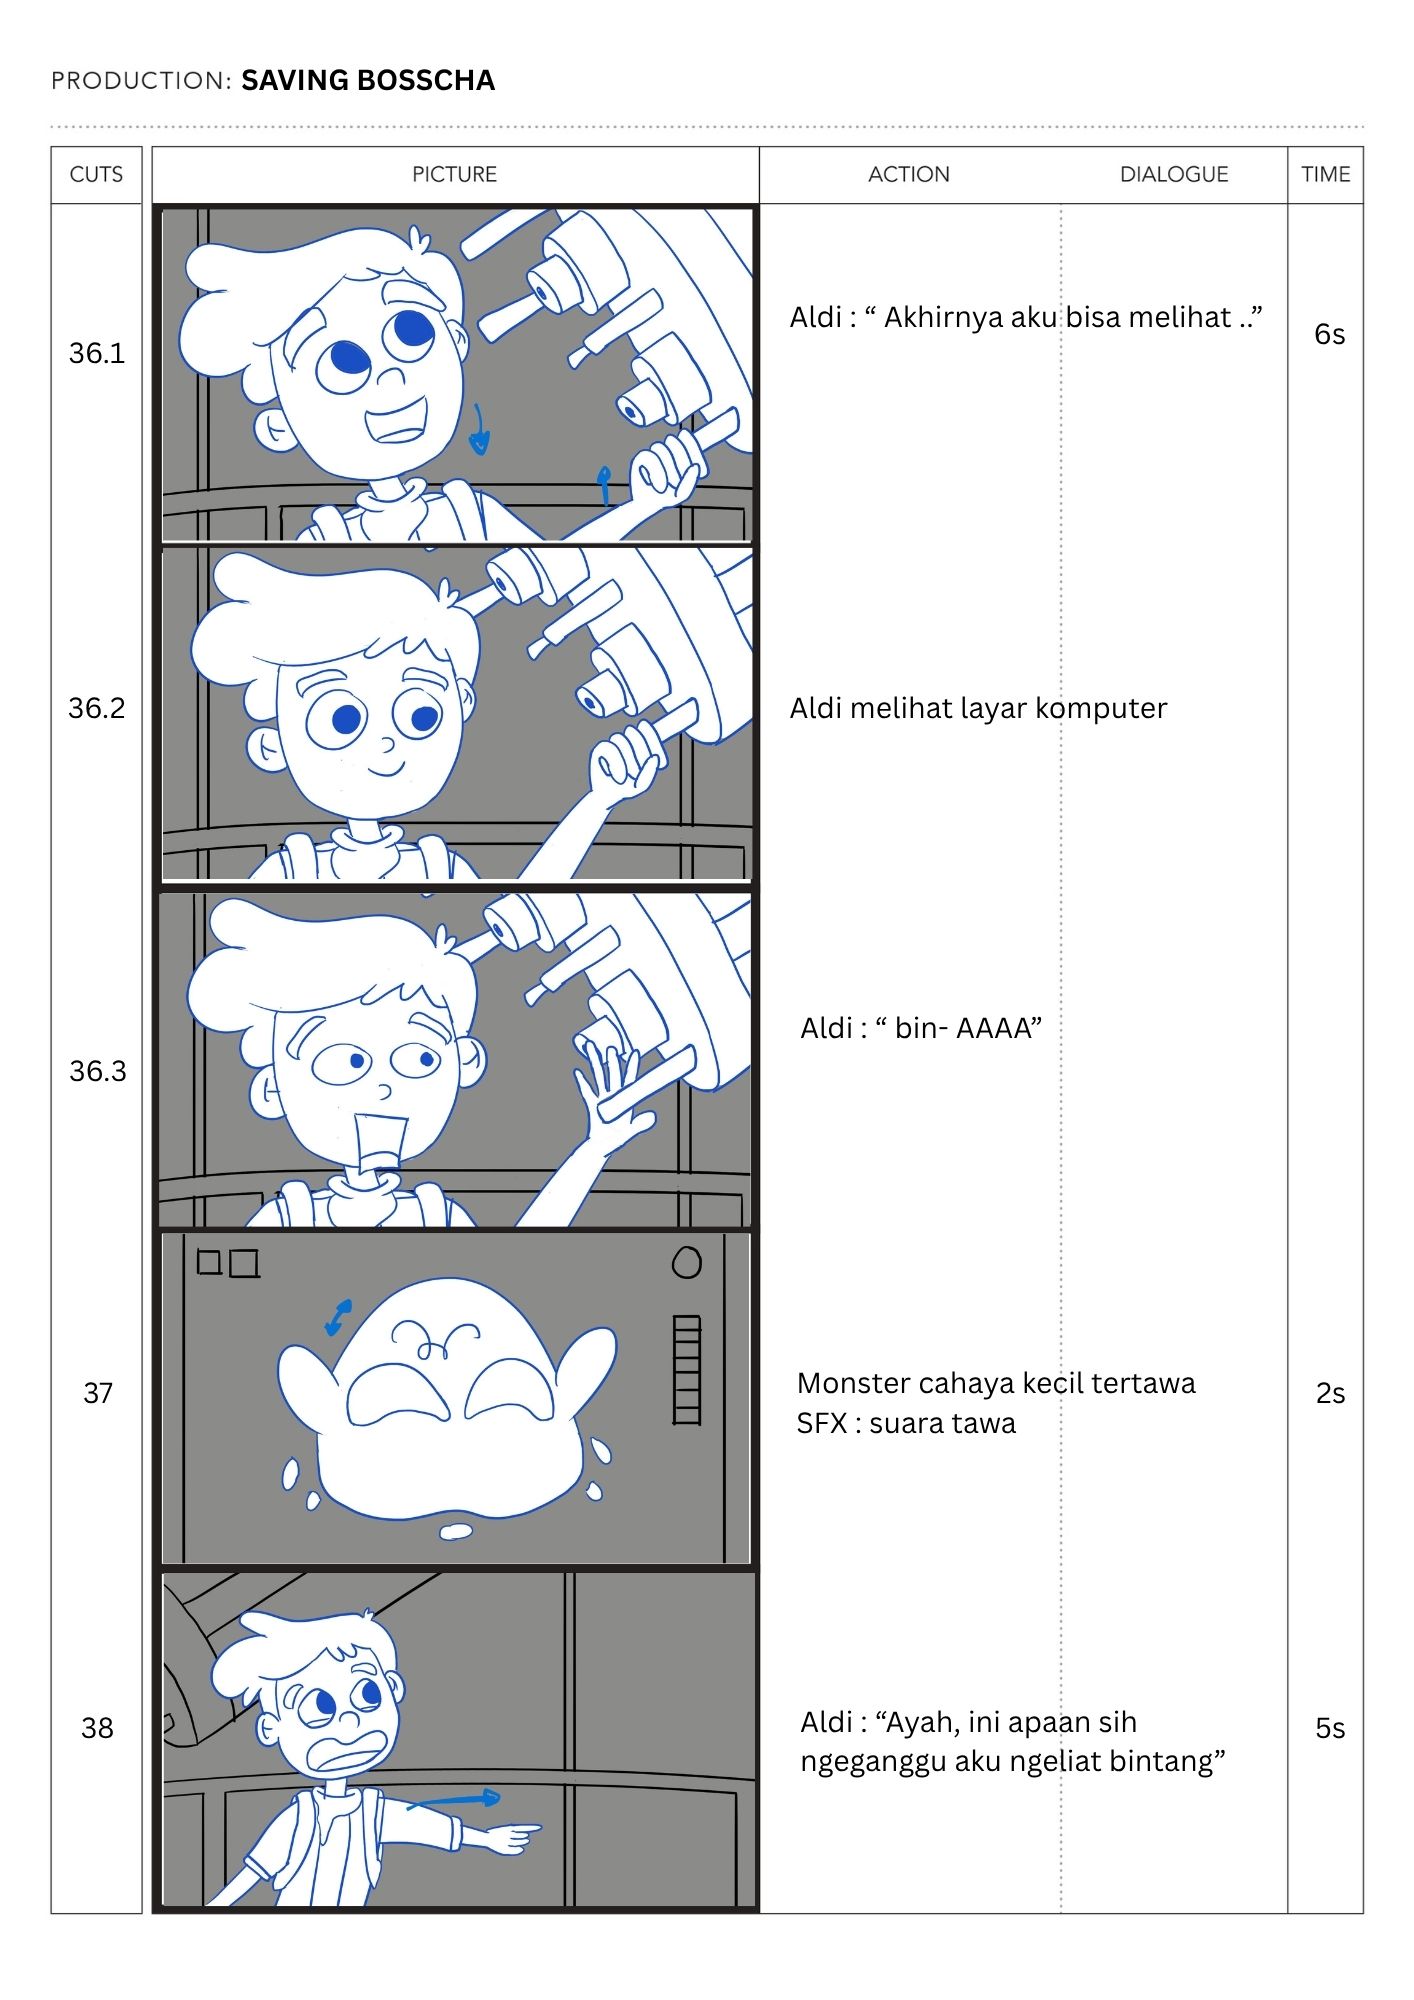 PRODUCTION: SAVING BOSSCHA
CUTS PICTURE ACTION DIALOGUE TIME
36.1 Aldi : “ Akhirnya aku bisa melihat ..” 6s
36.2 Aldi melihat layar komputer
36.3 Aldi : “ bin- AAAA”
37 Monster cahaya kecil tertawa 2s
SFX : suara tawa
38 Aldi : “Ayah, ini apaan sih 5s
ngeganggu aku ngeliat bintang”